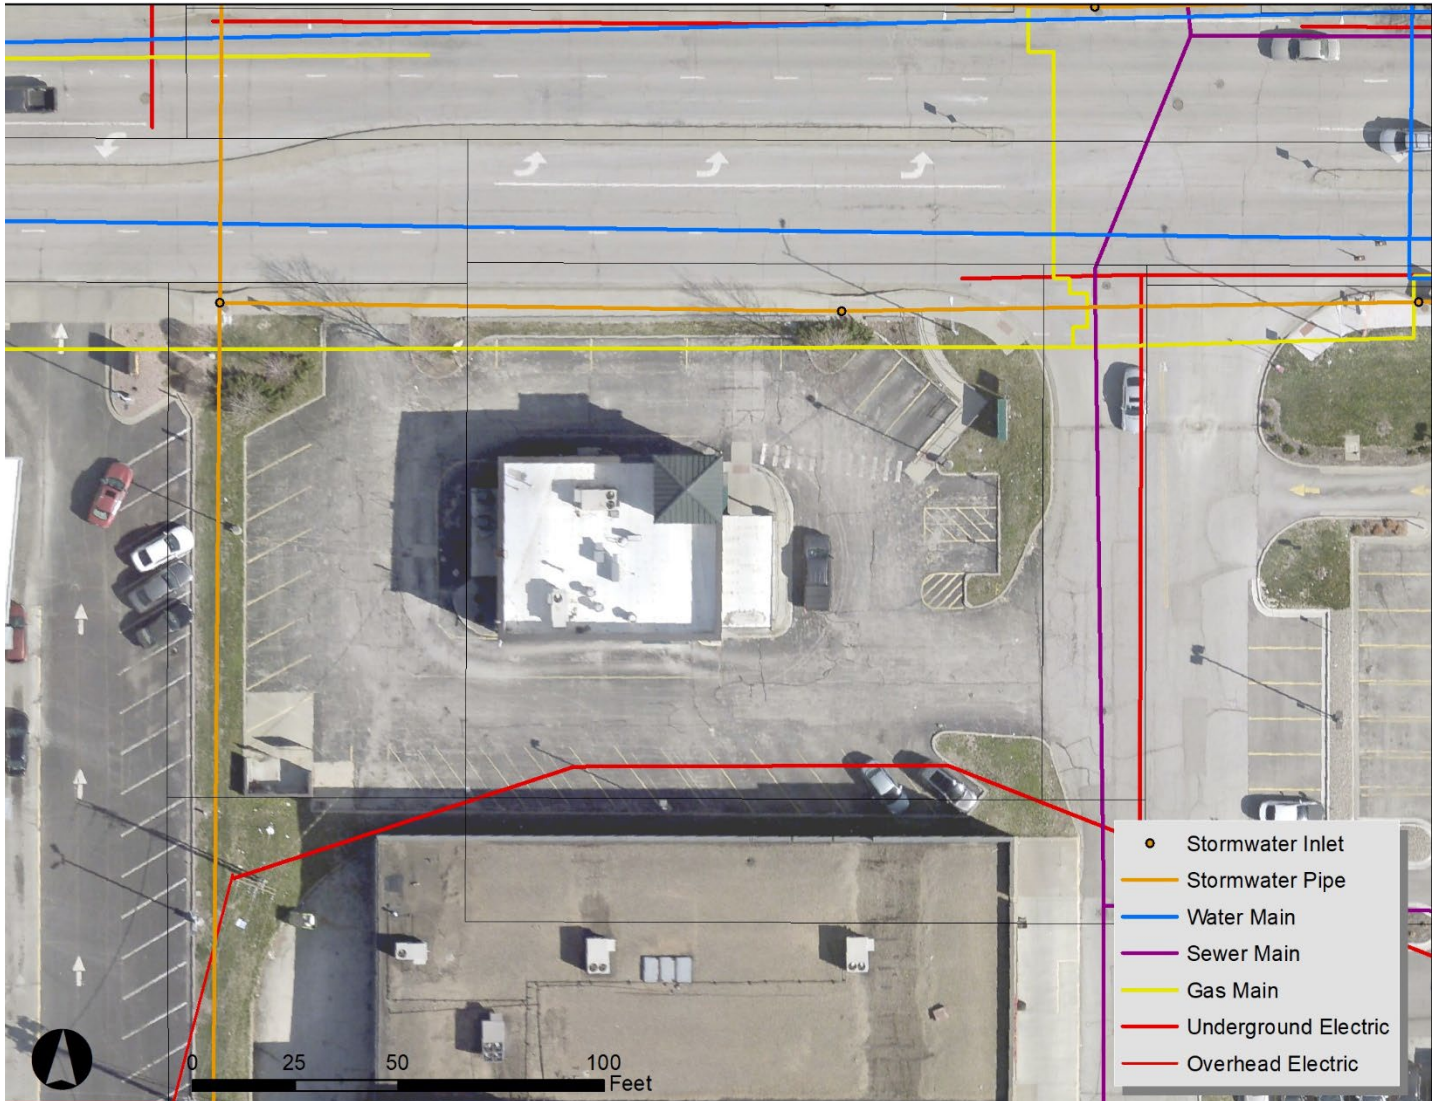 Stormwater Inlet
Stormwater Pipe
Water Main
Sewer Main
Gas Main
Underground Electric
Overhead Electric
0 25 50 100
Feet